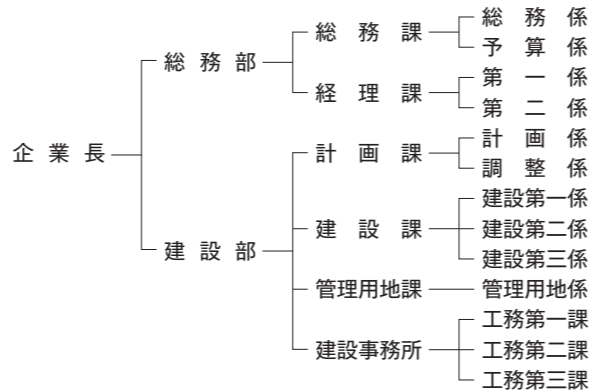 企業長
総務部
総務課
総務係
予算係
経理課
第一係
第二係
建設部
計画課
計画係
調整係
建設課
建設第一係
建設第二係
建設第三係
管理用地課
管理用地係
建設事務所
工務第一課
工務第二課
工務第三課